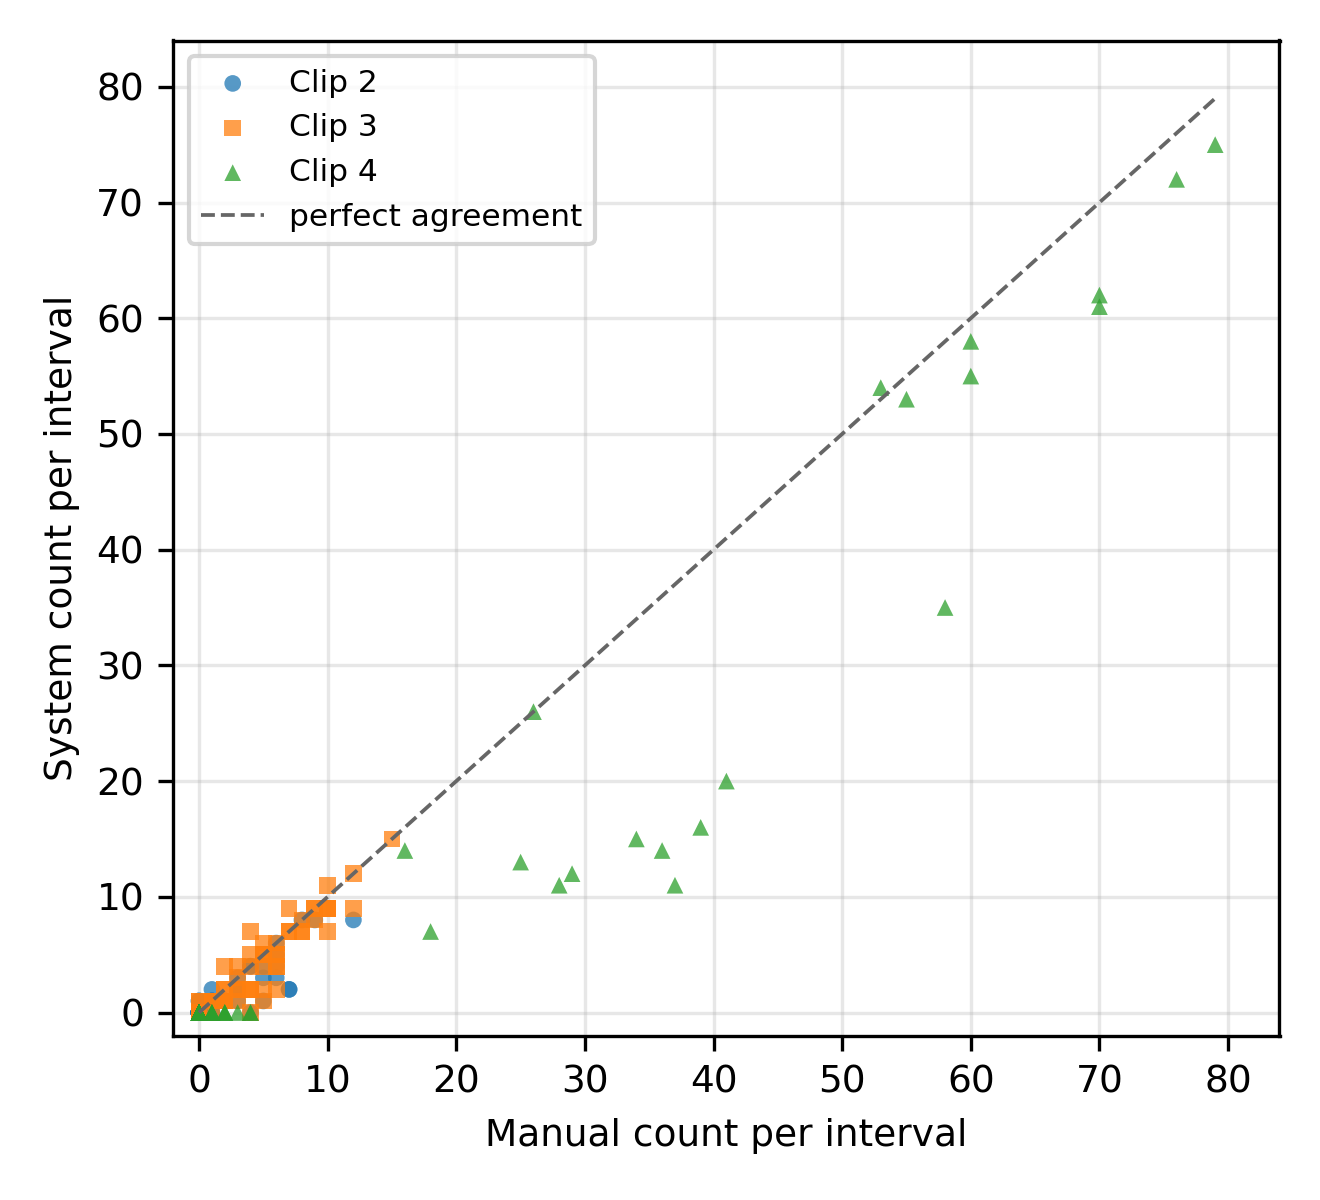 Clip 2
Clip 3
Clip 4
perfect agreement
80
70
60
50
40
30
20
10
0
System count per interval
0 10 20 30 40 50 60 70 80
Manual count per interval